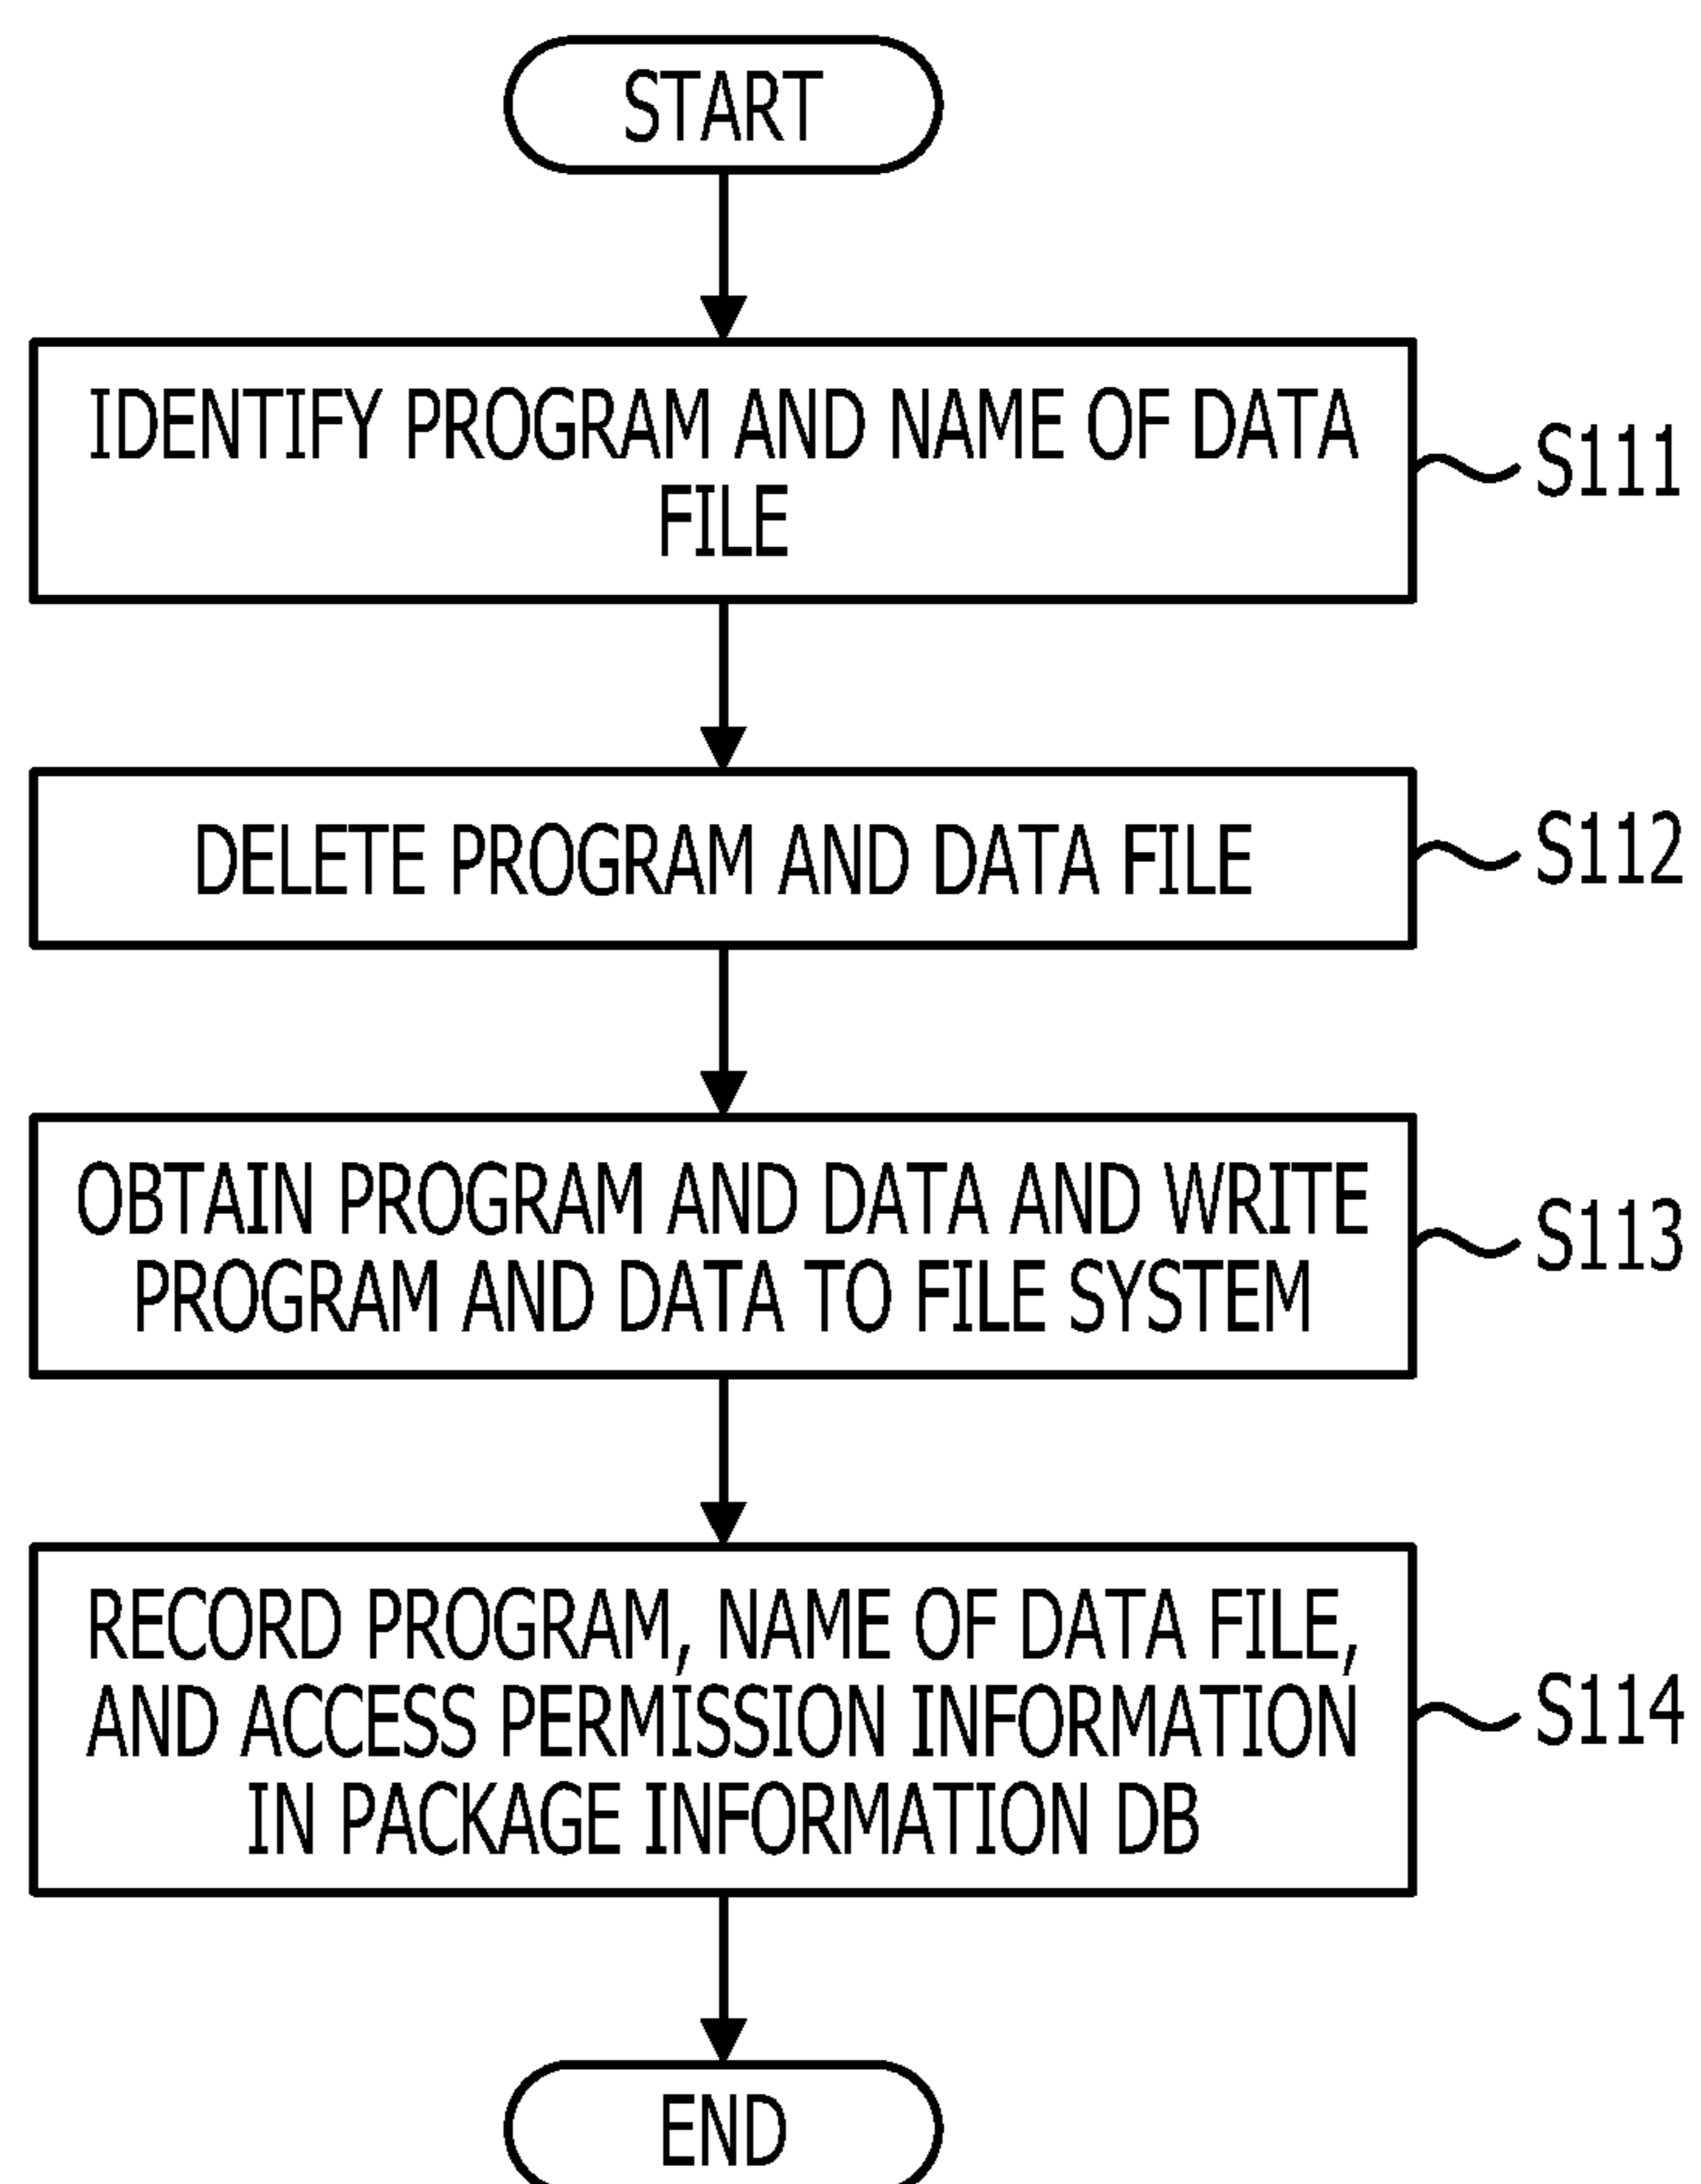 START
IDENTIFY PROGRAM AND NAME OF DATA
FILE
S111
DELETE PROGRAM AND DATA FILE
S112
OBTAIN PROGRAM AND DATA AND WRITE
PROGRAM AND DATA TO FILE SYSTEM
S113
RECORD PROGRAM, NAME OF DATA FILE,
AND ACCESS PERMISSION INFORMATION
IN PACKAGE INFORMATION DB
S114
END